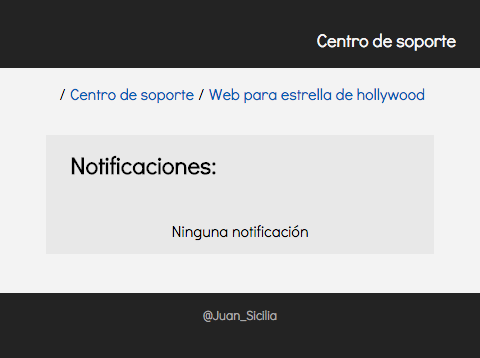 Centro de soporte
/ Centro de soporte / Web para estrella de hollywood
Notificaciones:
Ninguna notificación
@Juan_Sicilia